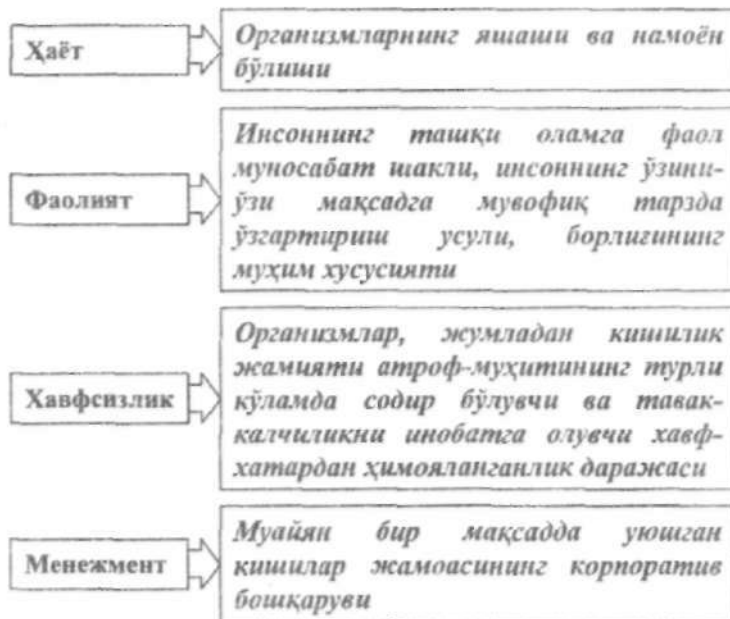 Ҳаёт
Организмларнинг яшаши ва намоён
бўлиши
Фаолият
Инсоннинг ташқи оламга фаол
муносабат шакли, инсоннинг ўзини-
ўзи мақсадга мувофиқ тарзда
ўзгартириш усули, борлиғининг
муҳим хусусияти
Хавфсизлик
Организмлар, жумладан кишилик
жамияти атроф-муҳитининг турли
кўламда содир бўлувчи ва тавак-
калчиликни инобатга олувчи хавф-
хатардан ҳимояланганлик даражаси
Менежмент
Муайян бир мақсадда уюшган
кишилар жамоасининг корпоратив
бошқаруви